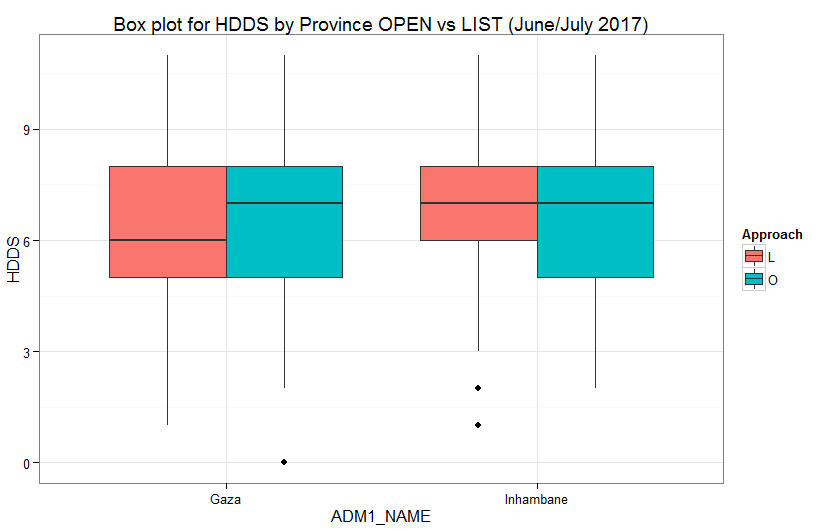 Box plot for HDDS by Province OPEN vs LIST (June/July 2017)
HDDS
9
6
3
0
Gaza
Inhambane
ADM1_NAME
Approach
L
O